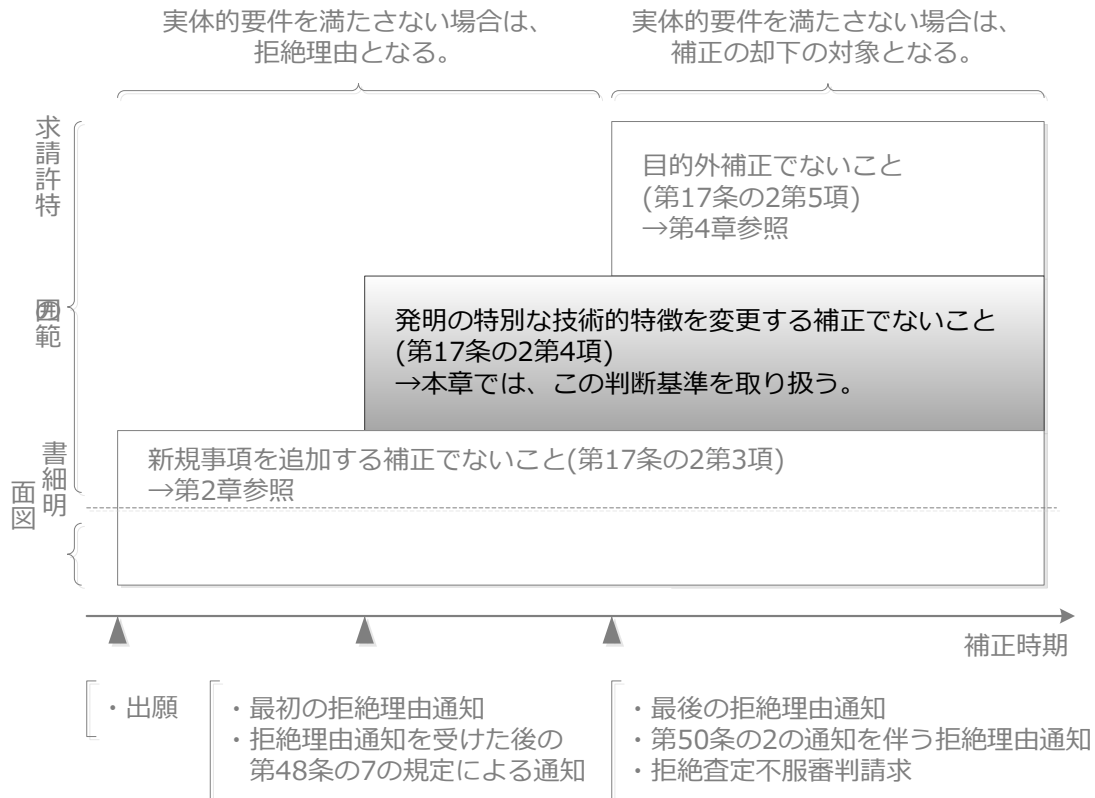 実体的要件を満たさない場合は、
拒絶理由となる。
実体的要件を満たさない場合は、
補正の却下の対象となる。
求請許特
囲の範
書細明
面図
目的外補正でないこと
(第17条の2第5項)
→第4章参照
発明の特別な技術的特徴を変更する補正でないこと
(第17条の2第4項)
→本章では、この判断基準を取り扱う。
新規事項を追加する補正でないこと(第17条の2第3項)
→第2章参照
補正時期
・出願
・最初の拒絶理由通知
・拒絶理由通知を受けた後の
第48条の7の規定による通知
・最後の拒絶理由通知
・第50条の2の通知を伴う拒絶理由通知
・拒絶査定不服審判請求